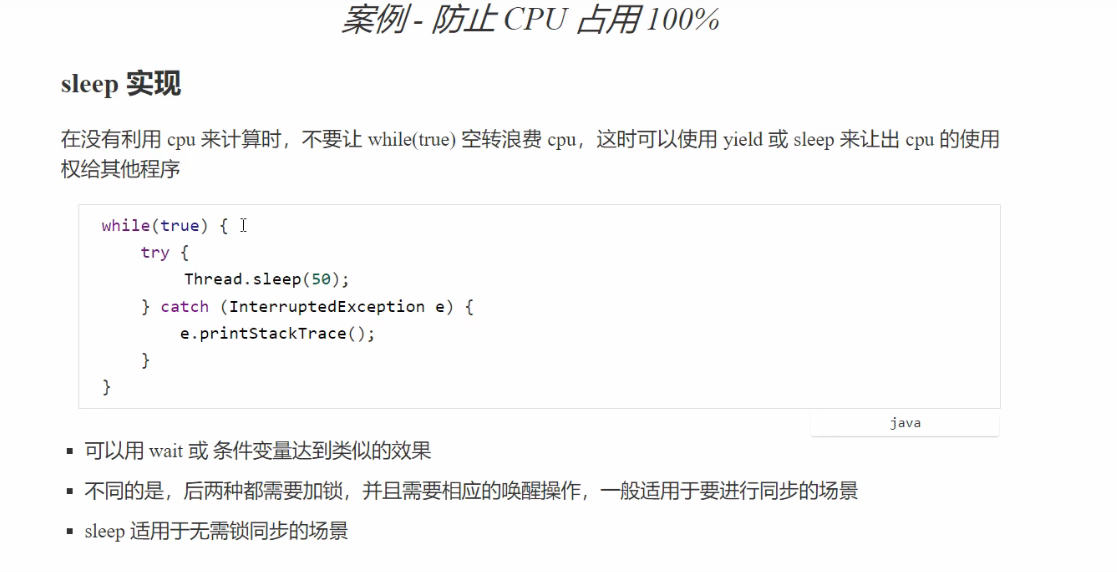 案例 - 防止 CPU 占用 100%
sleep 实现
在没有利用 cpu 来计算时，不要让 while(true) 空转浪费 cpu，这时可以使用 yield 或 sleep 来让出 cpu 的使用
权给其他程序
while(true) {
    try {
        Thread.sleep(50);
    } catch (InterruptedException e) {
        e.printStackTrace();
    }
}
java
▪ 可以用 wait 或 条件变量达到类似的效果
▪ 不同的是，后两种都需要加锁，并且需要相应的唤醒操作，一般适用于要进行同步的场景
▪ sleep 适用于无需锁同步的场景